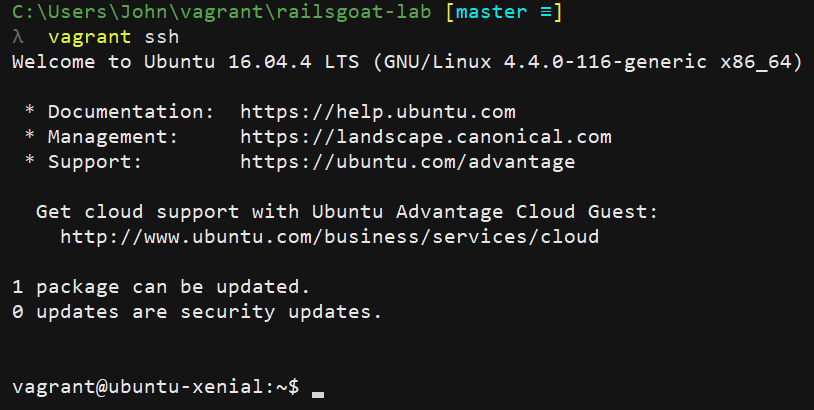 C:\Users\John\vagrant\railsgoat-lab [master ≡]
λ  vagrant ssh
Welcome to Ubuntu 16.04.4 LTS (GNU/Linux 4.4.0-116-generic x86_64)

 * Documentation:  https://help.ubuntu.com
 * Management:     https://landscape.canonical.com
 * Support:        https://ubuntu.com/advantage

  Get cloud support with Ubuntu Advantage Cloud Guest:
    http://www.ubuntu.com/business/services/cloud

1 package can be updated.
0 updates are security updates.


vagrant@ubuntu-xenial:~$